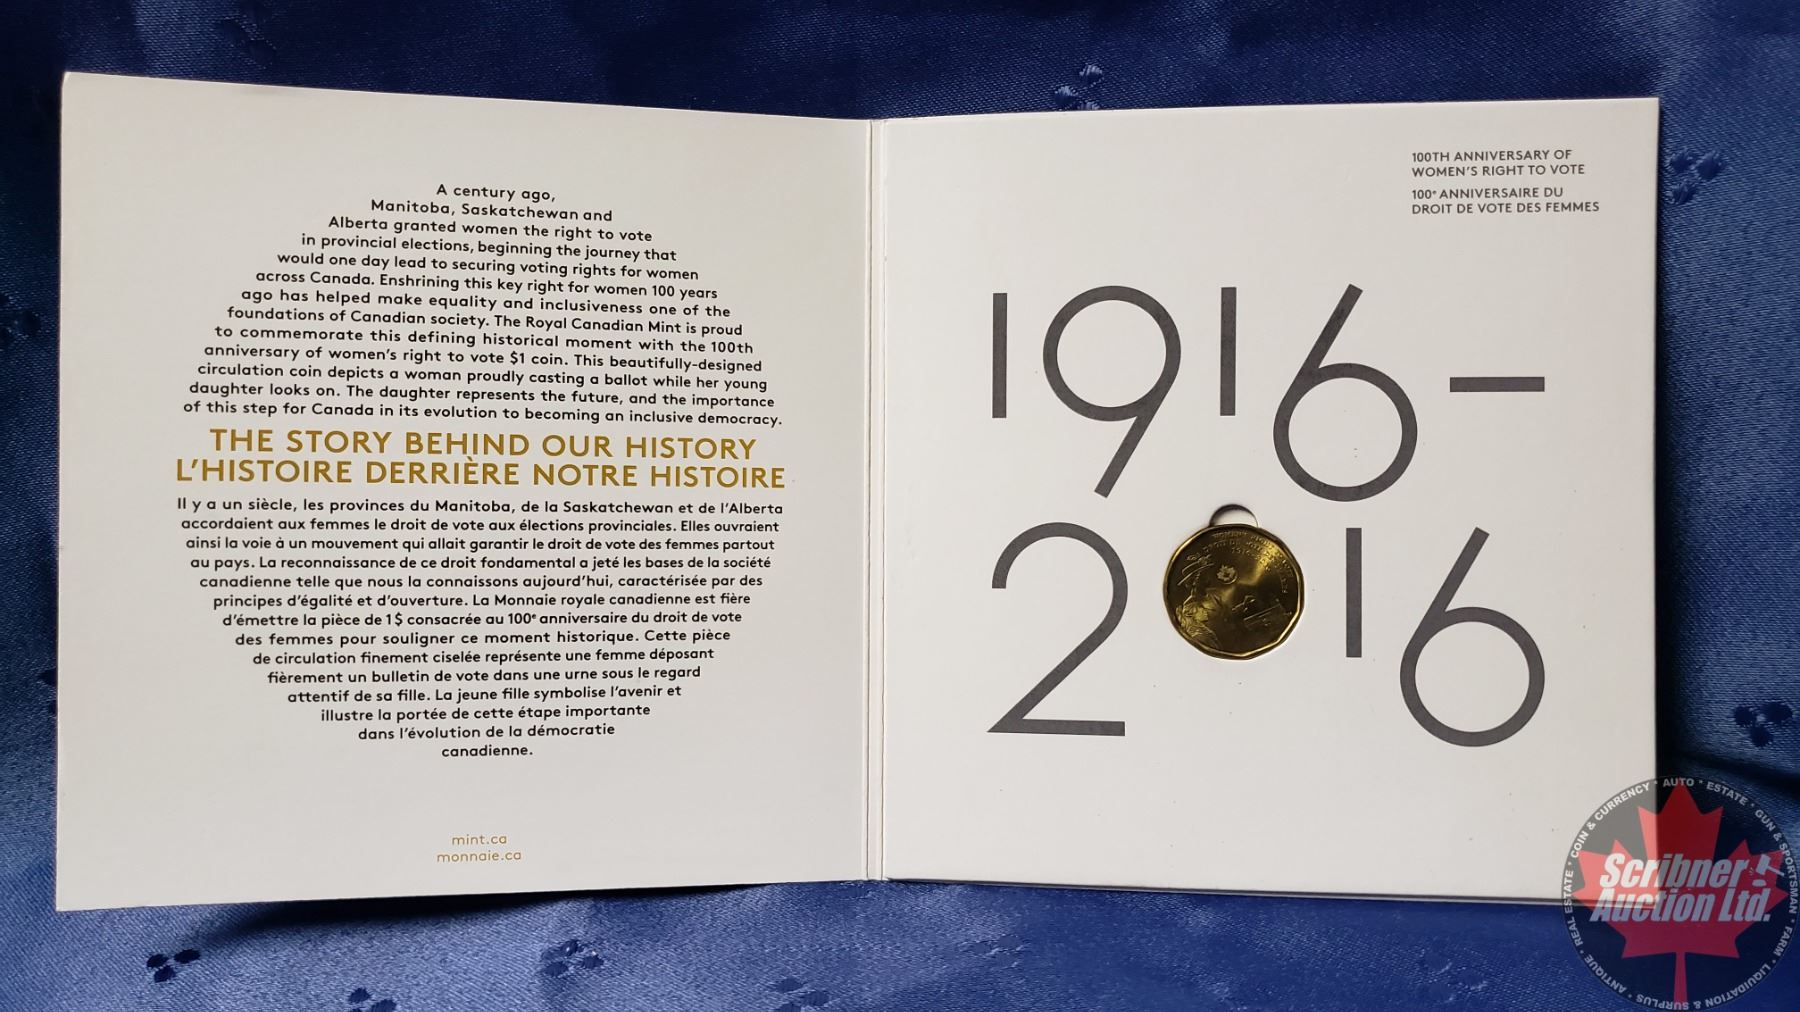 A century ago,
Manitoba, Saskatchewan and
Alberta granted women the right to vote
in provincial elections, beginning the journey that
would one day lead to securing voting rights for women
across Canada. Enshrining this key right for women 100 years
ago has helped make equality and inclusiveness one of the
foundations of Canadian society. The Royal Canadian Mint is proud
to commemorate this defining historical moment with the 100th
anniversary of women's right to vote $1 coin. This beautifully-designed
circulation coin depicts a woman proudly casting a ballot while her young
daughter looks on. The daughter represents the future, and the importance
of this step for Canada in its evolution to becoming an inclusive democracy.
THE STORY BEHIND OUR HISTORY
L'HISTOIRE DERRIÈRE NOTRE HISTOIRE
Il y a un siècle, les provinces du Manitoba, de la Saskatchewan et de l'Alberta
accordaient aux femmes le droit de vote aux élections provinciales. Elles ouvraient
ainsi la voie à un mouvement qui allait garantir le droit de vote des femmes partout
au pays. La reconnaissance de ce droit fondamental a jeté les bases de la société
canadienne telle que nous la connaissons aujourd'hui, caractérisée par des
principes d'égalité et d'ouverture. La Monnaie royale canadienne est fière
d'émettre la pièce de 1 $ consacrée au 100e anniversaire du droit de vote
des femmes pour souligner ce moment historique. Cette pièce
de circulation finement ciselée représente une femme déposant
fièrement un bulletin de vote dans une urne sous le regard
attentif de sa fille. La jeune fille symbolise l'avenir et
illustre la portée de cette étape importante
dans l'évolution de la démocratie
canadienne.
mint.ca
monnaie.ca
100TH ANNIVERSARY OF
WOMEN'S RIGHT TO VOTE
100e ANNIVERSAIRE DU
DROIT DE VOTE DES FEMMES
1916–
2016
Scribner
Auction Ltd.
ANTIQUE * REAL ESTATE * COIN & CURRENCY * AUTO * ESTATE * GUN & SPORTSMAN * FARM * LIQUIDATION & SURPLUS *